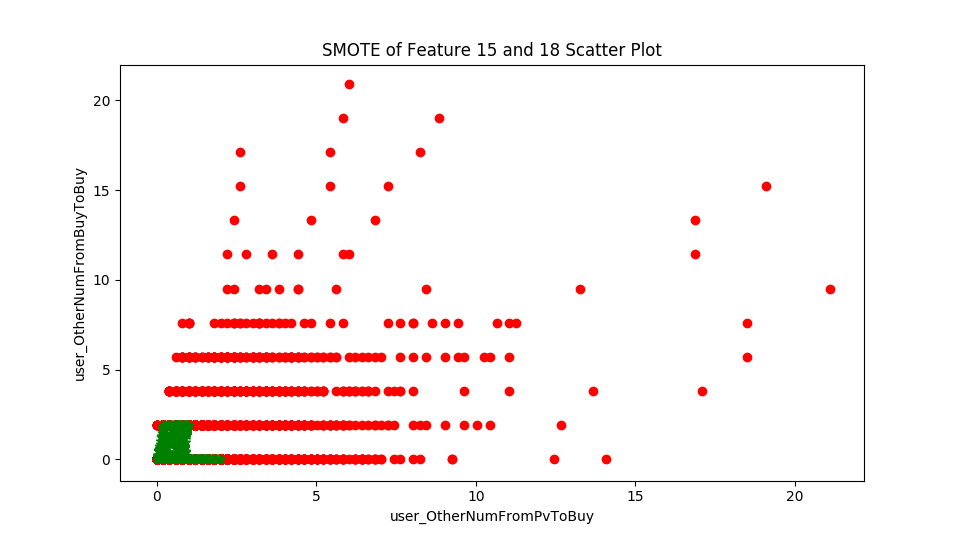 SMOTE of Feature 15 and 18 Scatter Plot
user_OtherNumFromBuyToBuy
20
15
10
5
0
0 5 10 15 20
user_OtherNumFromPvToBuy